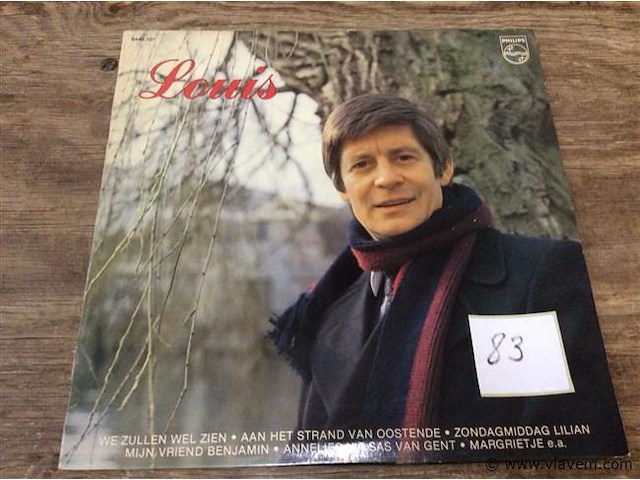 PHILIPS
Louis
83
WE ZULLEN WEL ZIEN • AAN HET STRAND VAN OOSTENDE • ZONDAGMIDDAG LILIAN
MIJN VRIEND BENJAMIN • ANNELIES UIT SAS VAN GENT • MARGRIETJE e.a.
© www.vlavem.com